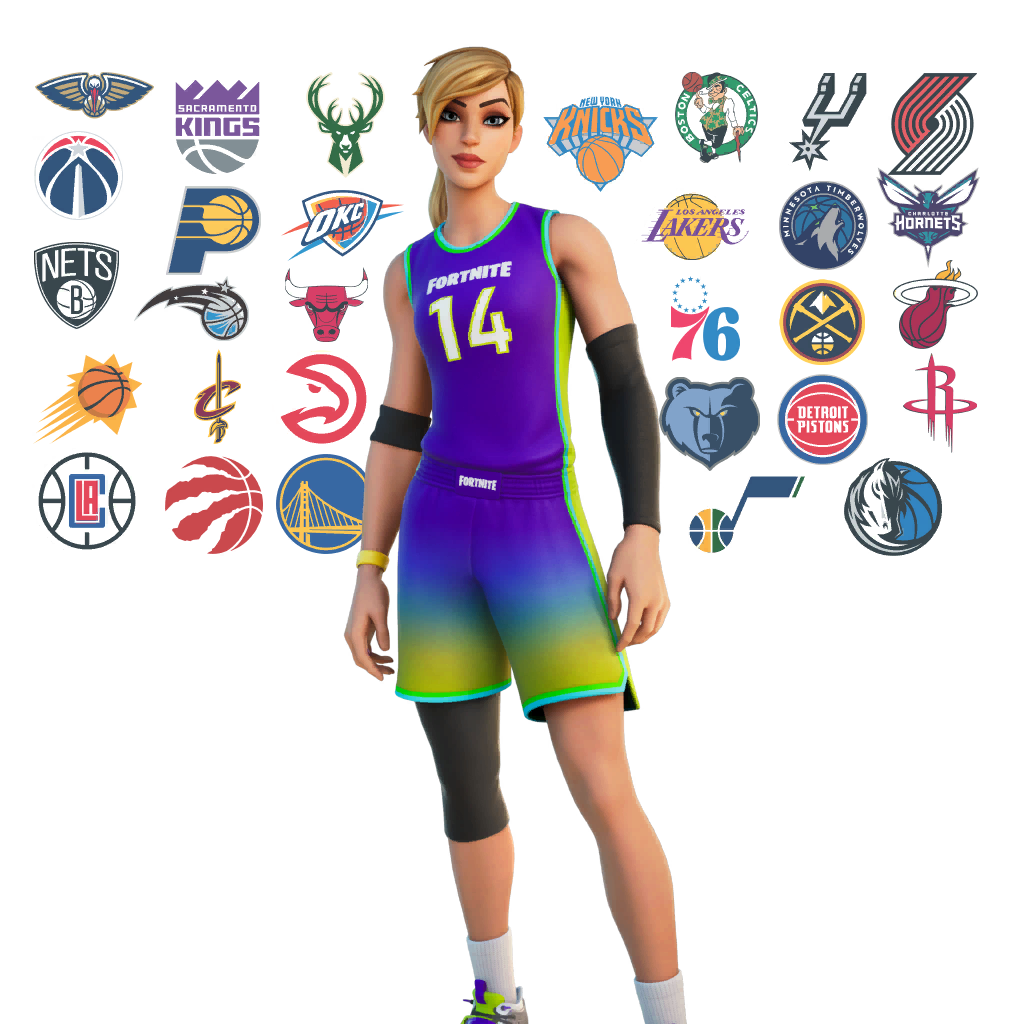 SACRAMENTO
KINGS
NEW YORK
KNICKS
BOSTON CELTICS
OKC
LOS ANGELES
LAKERS
MINNESOTA TIMBERWOLVES
CHARLOTTE
HORNETS
NETS
B
FORTNITE
14
76
C
R
DETROIT
PISTONS
LA C
FORTNITE